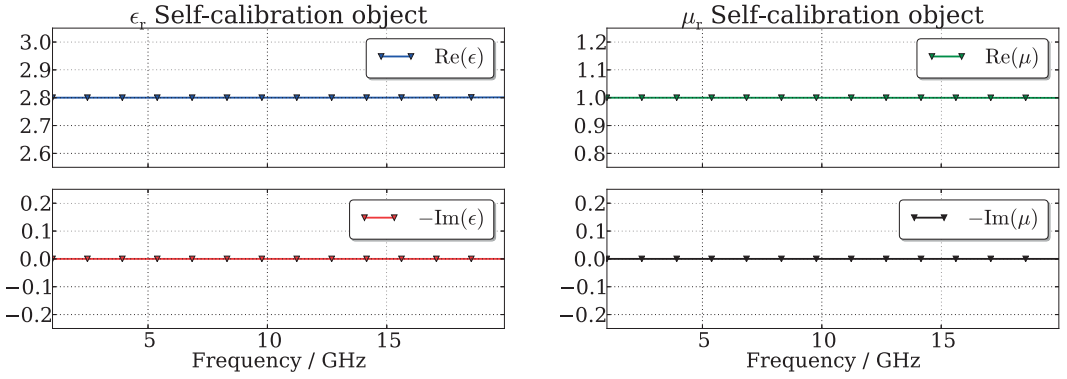 ϵr Self-calibration object
3.0
2.9
2.8
2.7
2.6
Re(ϵ)
0.2
0.1
0.0
−0.1
−0.2
−Im(ϵ)
5 10 15
Frequency / GHz
μr Self-calibration object
1.2
1.1
1.0
0.9
0.8
Re(μ)
0.2
0.1
0.0
−0.1
−0.2
−Im(μ)
5 10 15
Frequency / GHz